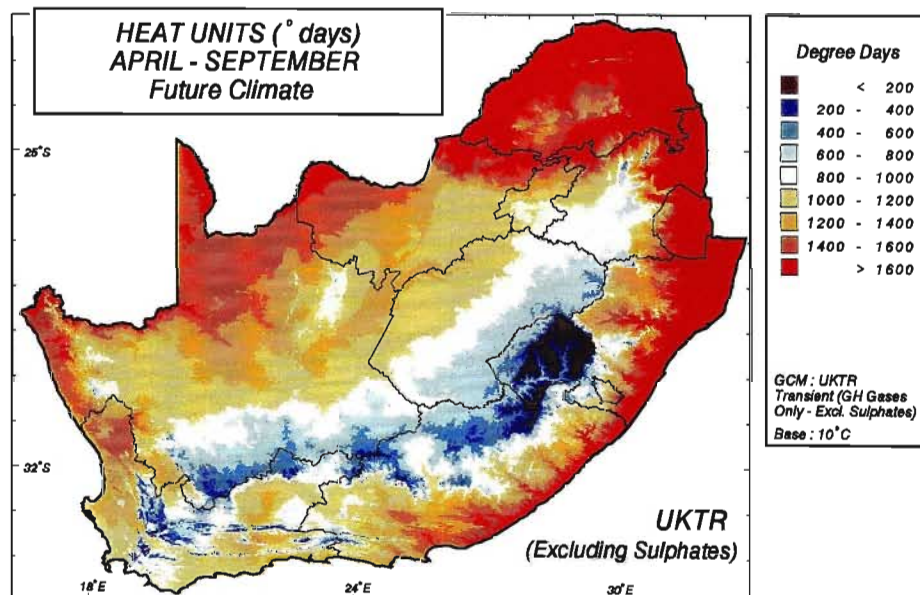 HEAT UNITS (° days)
APRIL - SEPTEMBER
Future Climate
Degree Days
< 200
200 - 400
400 - 600
600 - 800
800 - 1000
1000 - 1200
1200 - 1400
1400 - 1600
> 1600
25°S
GCM : UKTR
Transient (GH Gases
Only - Excl. Sulphates)
Base : 10°C
32°S
UKTR
(Excluding Sulphates)
18°E
24°E
30°E